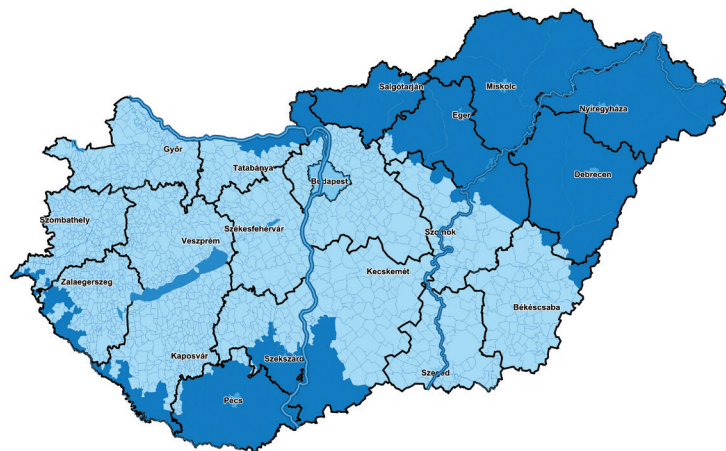 Salgótarján
Miskolc
Nyíregyháza
Eger
Győr
Tatabánya
Budapest
Debrecen
Szombathely
Veszprém
Székesfehérvár
Szolnok
Zalaegerszeg
Kecskemét
Békéscsaba
Kaposvár
Szekszárd
Szeged
Pécs